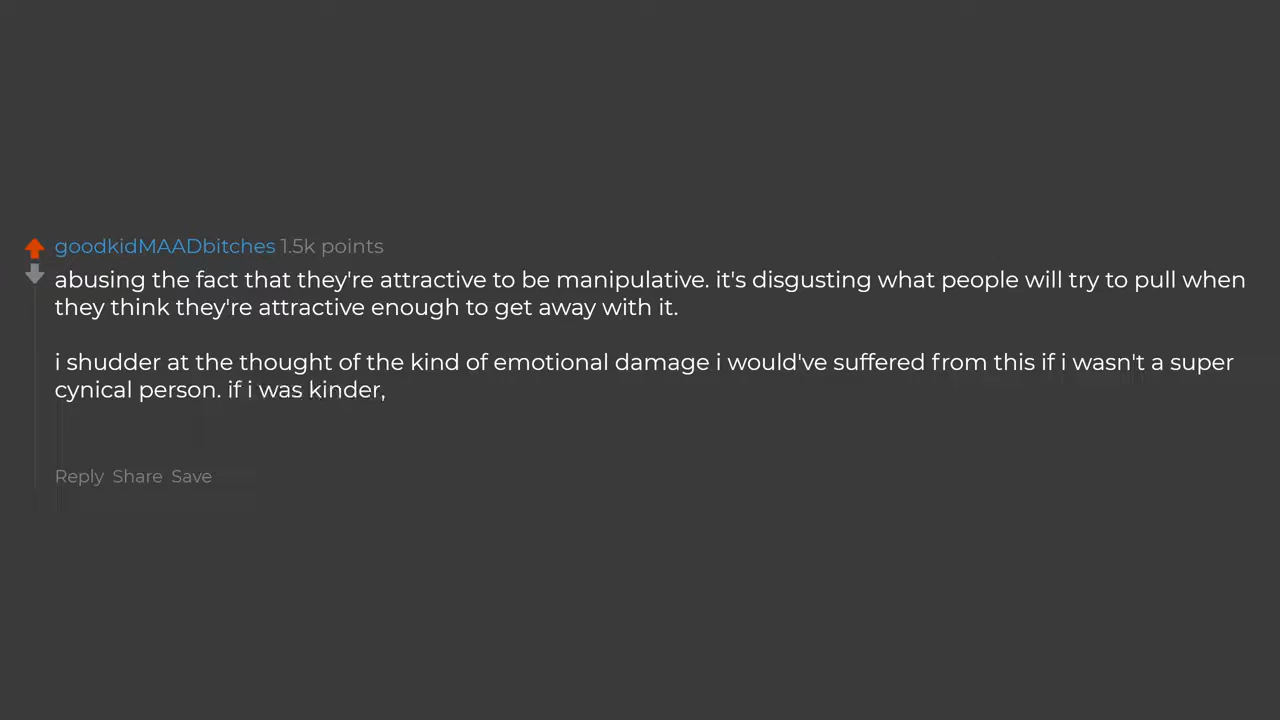 goodkidMAADbitches 1.5k points
abusing the fact that they're attractive to be manipulative. it's disgusting what people will try to pull when
they think they're attractive enough to get away with it.
i shudder at the thought of the kind of emotional damage i would've suffered from this if i wasn't a super
cynical person. if i was kinder,
Reply Share Save